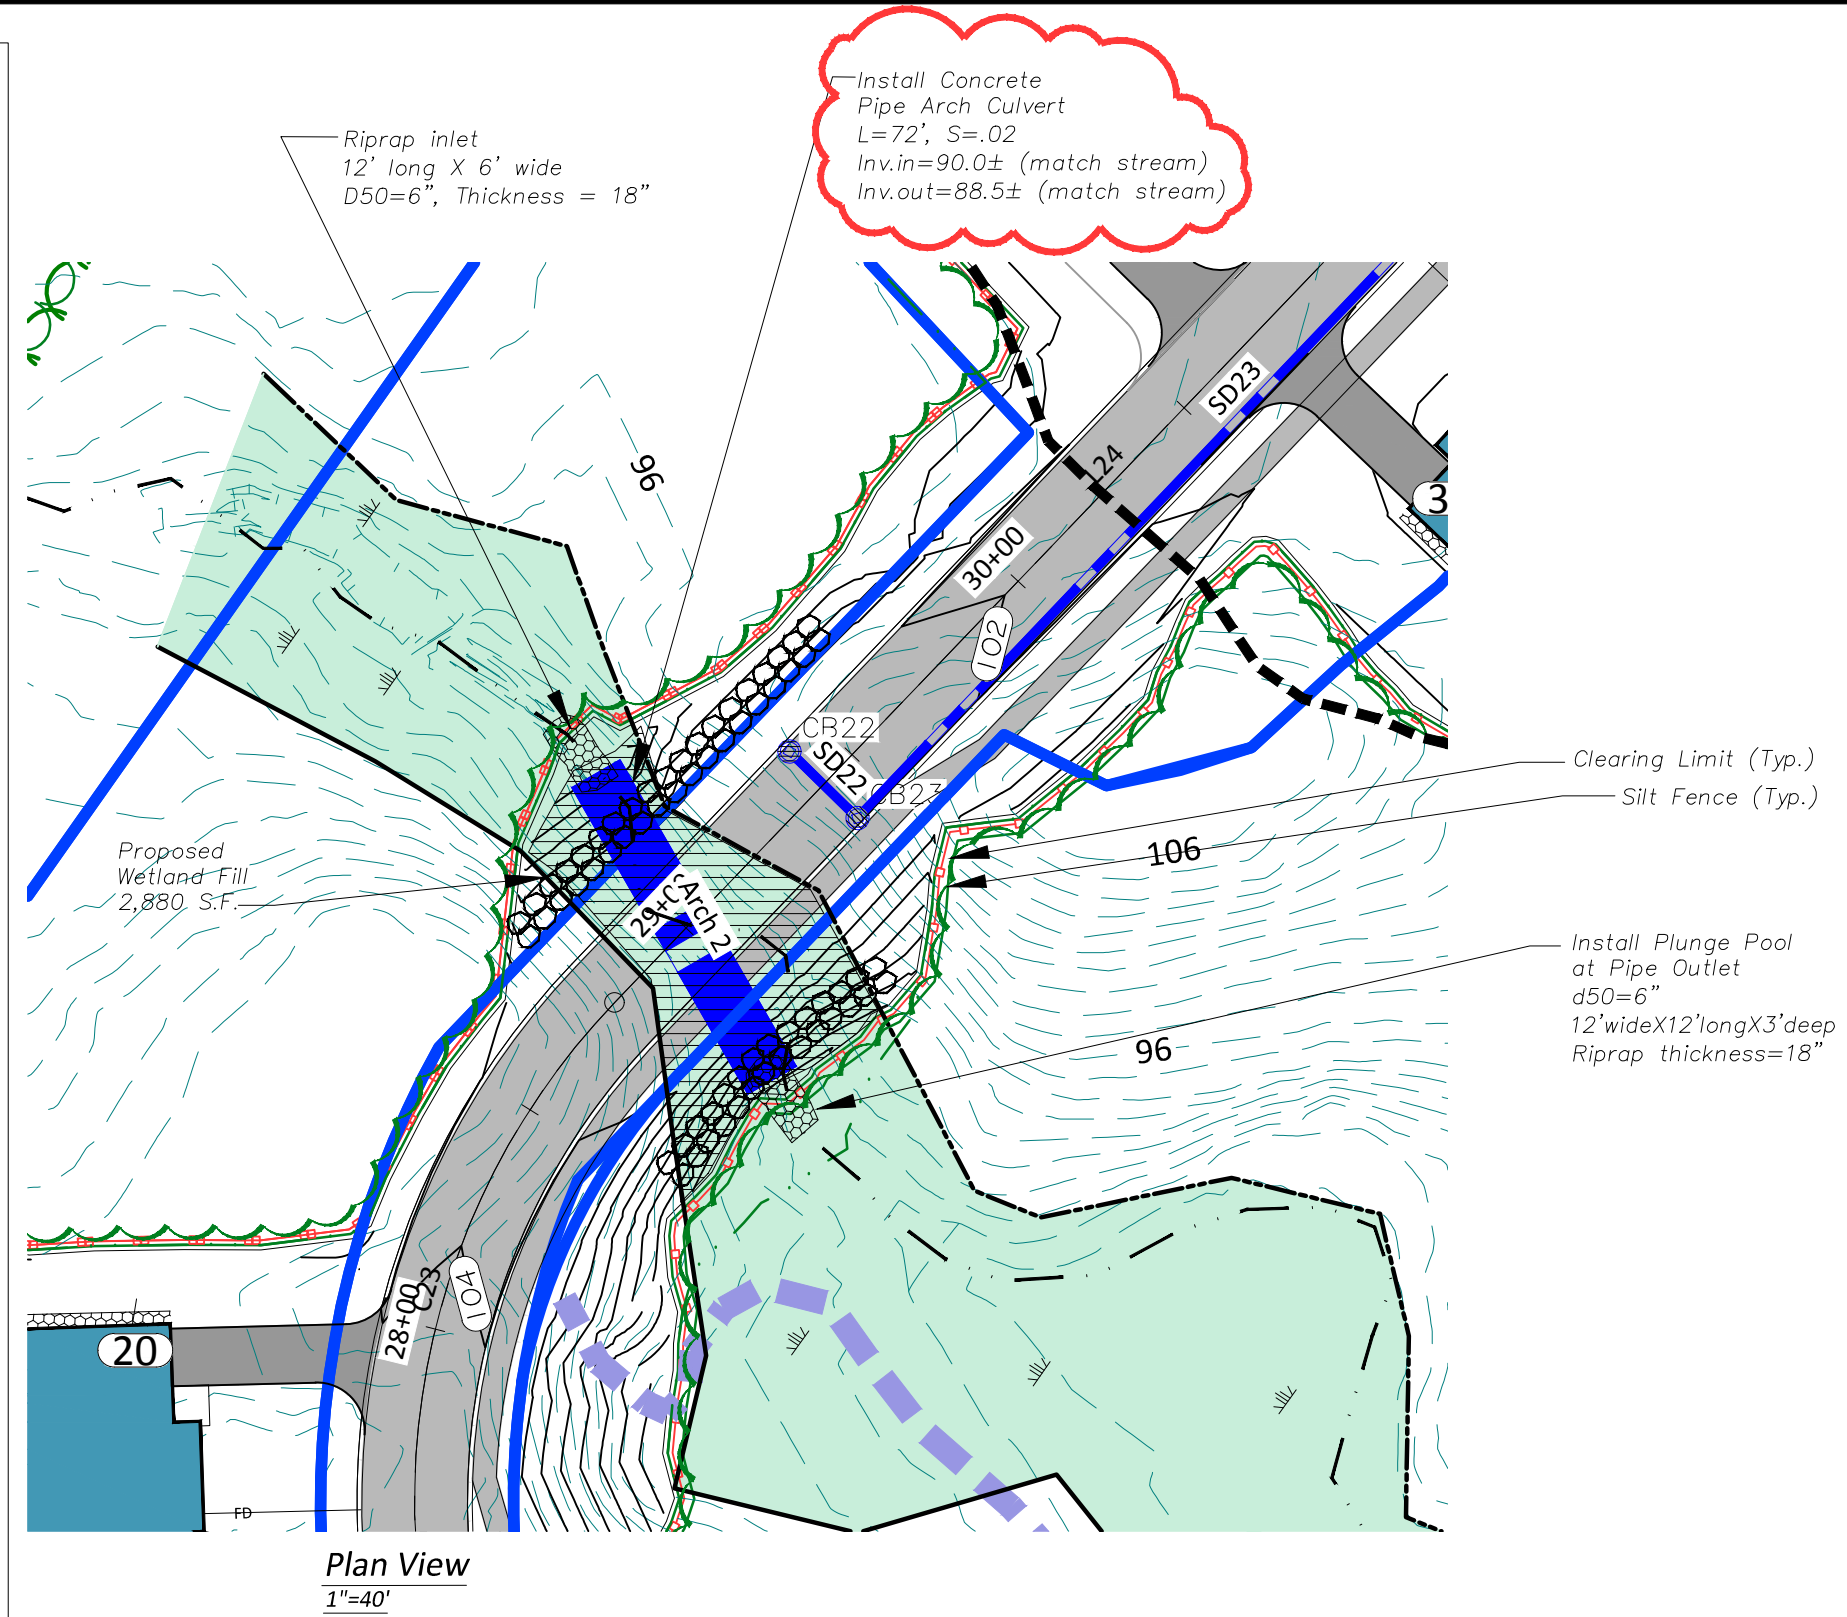 Install Concrete
Pipe Arch Culvert
L=72', S=.02
Inv.in=90.0± (match stream)
Inv.out=88.5± (match stream)
Riprap inlet
12' long X 6' wide
D50=6", Thickness = 18"
96
SD23
3
124
30+00
102
CB22
SD22
CB23
Clearing Limit (Typ.)
Silt Fence (Typ.)
106
Proposed
Wetland Fill
2,880 S.F.
Arch 2
Install Plunge Pool
at Pipe Outlet
d50=6"
12'wideX12'longX3'deep
Riprap thickness=18"
96
28+00
C23
104
20
FD
Plan View
1"=40'